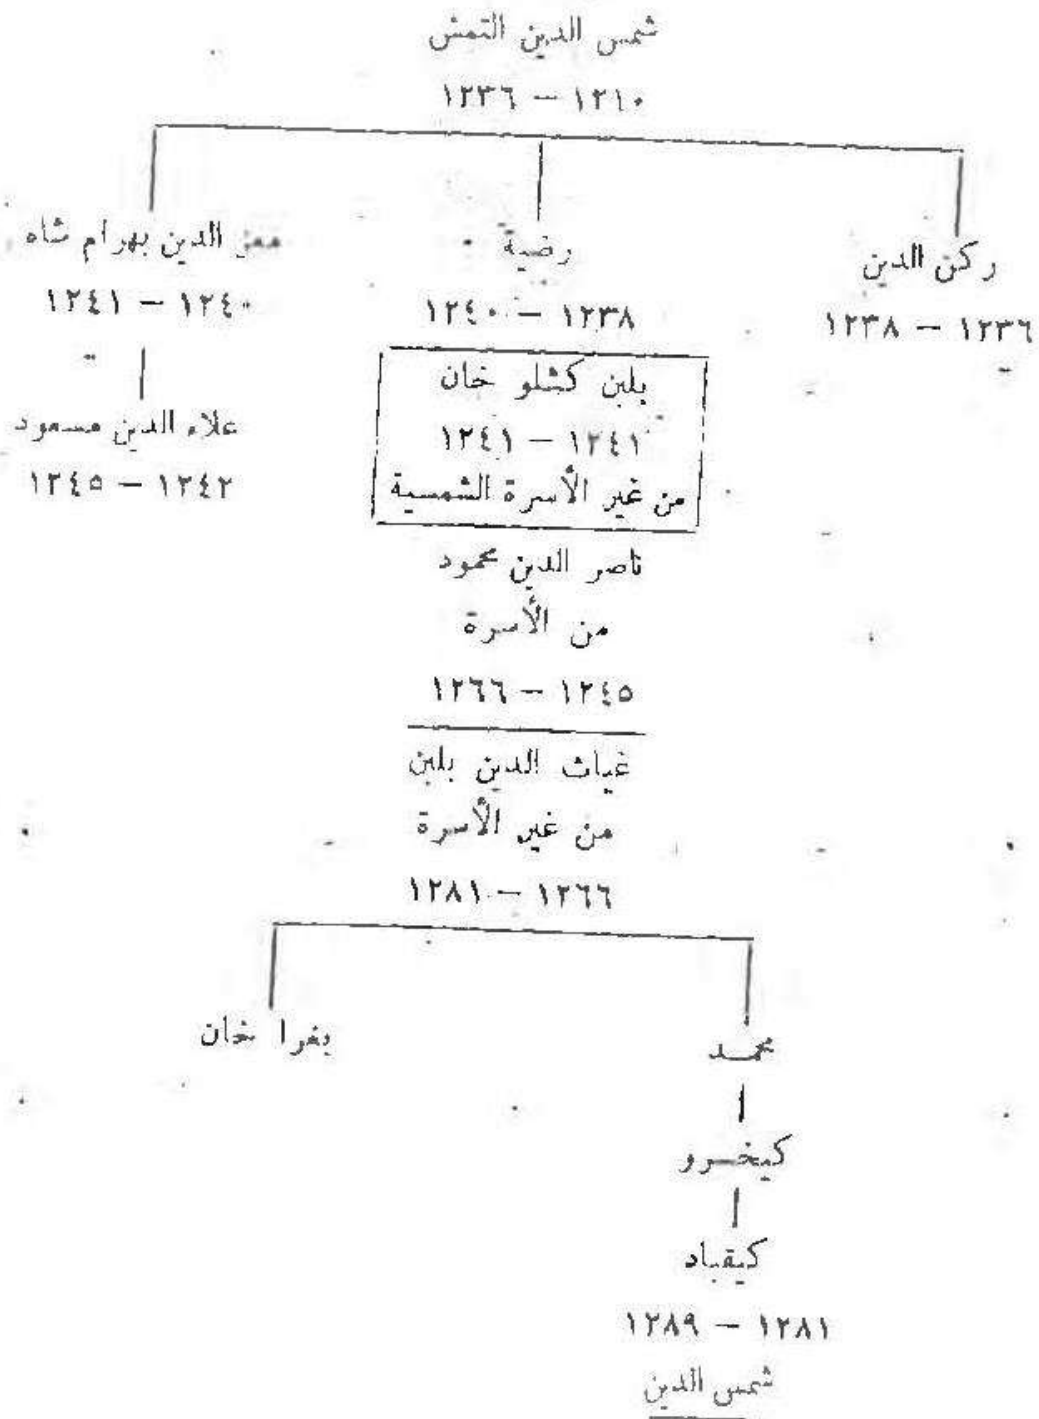 شمس الدين التمش
١٢١٠ — ١٢٣٦
ركن الدين
١٢٣٦ — ١٢٣٨
رضية
١٢٣٨ — ١٢٤٠
معز الدين بهرام شاه
١٢٤٠ — ١٢٤١
علاء الدين مسعود
١٢٤٢ — ١٢٤٥
بلبن كشلو خان
١٢٤١ — ١٢٤١
من غير الأسرة الشمسية
ناصر الدين محمود
من الأسرة
١٢٤٥ — ١٢٦٦
غياث الدين بلبن
من غير الأسرة
١٢٦٦ — ١٢٨١
محمد
بغرا خان
كيخسرو
كيقباد
١٢٨١ — ١٢٨٩
شمس الدين